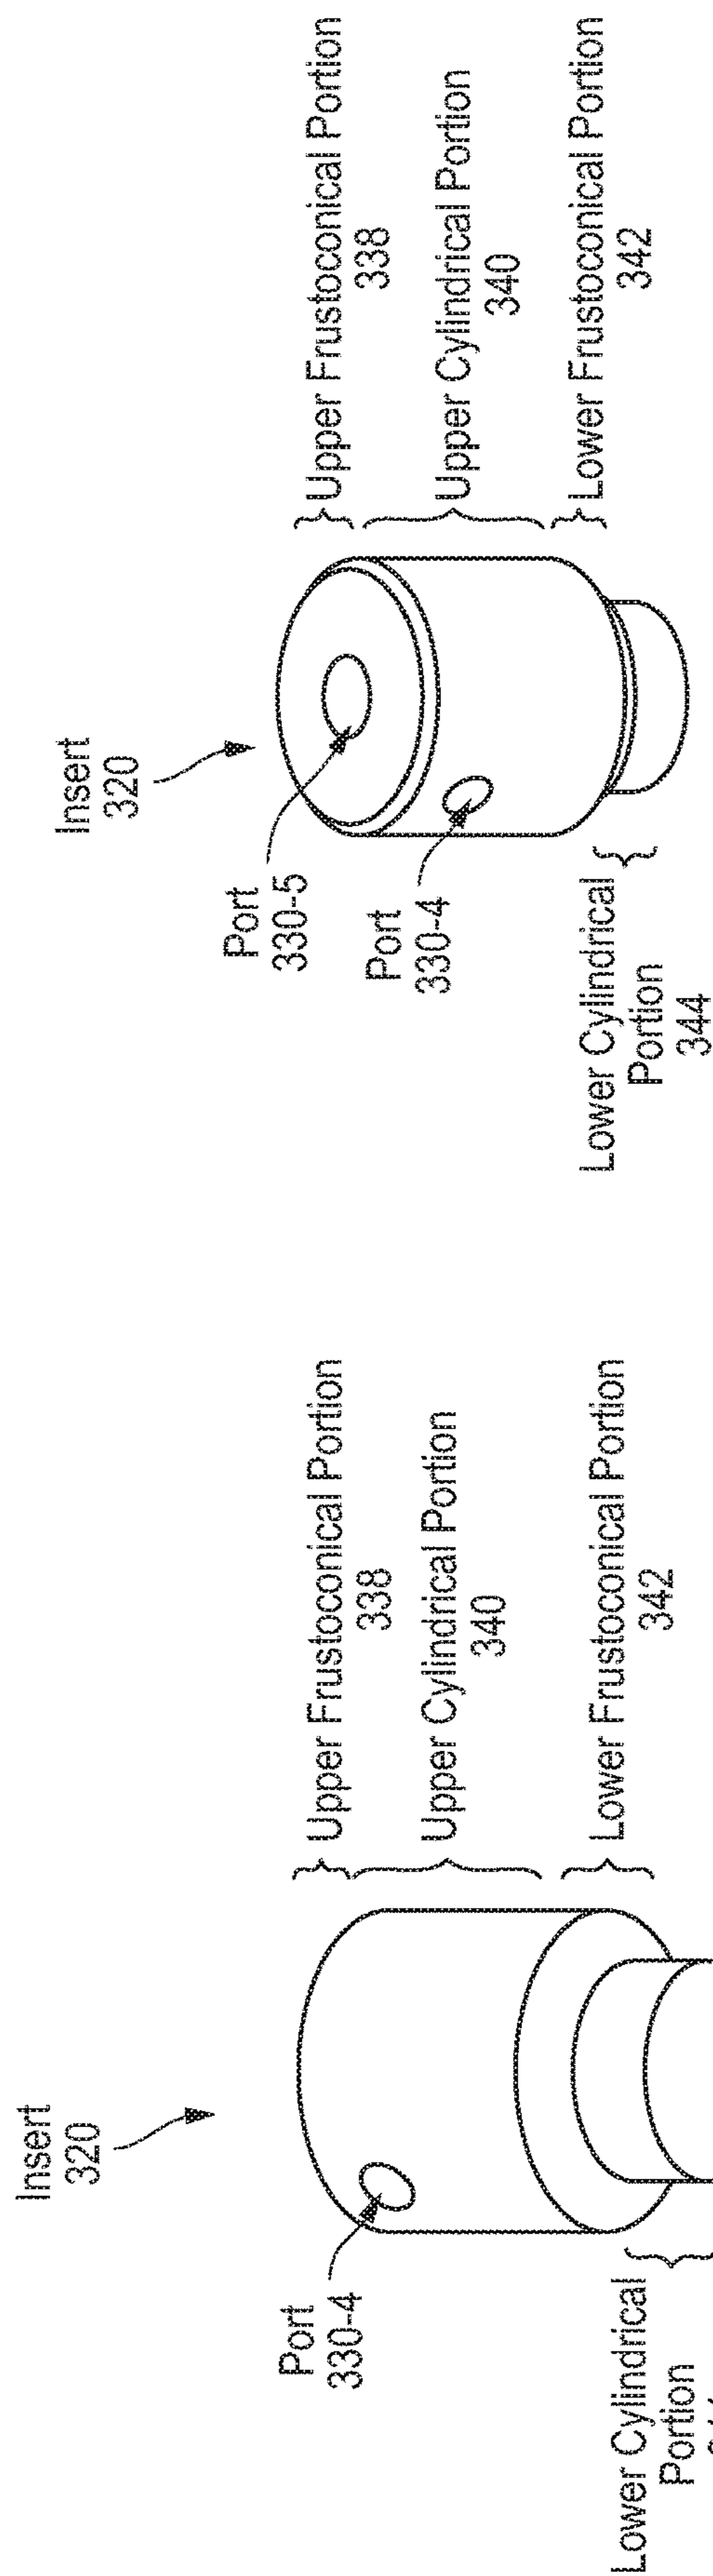 Insert
320
Port
330-4
Upper Frustoconical Portion
338
Upper Cylindrical Portion
340
Lower Frustoconical Portion
342
Lower Cylindrical
Portion
Insert
320
Port
330-5
Port
330-4
Upper Frustoconical Portion
338
Upper Cylindrical Portion
340
Lower Frustoconical Portion
342
Lower Cylindrical
Portion
344